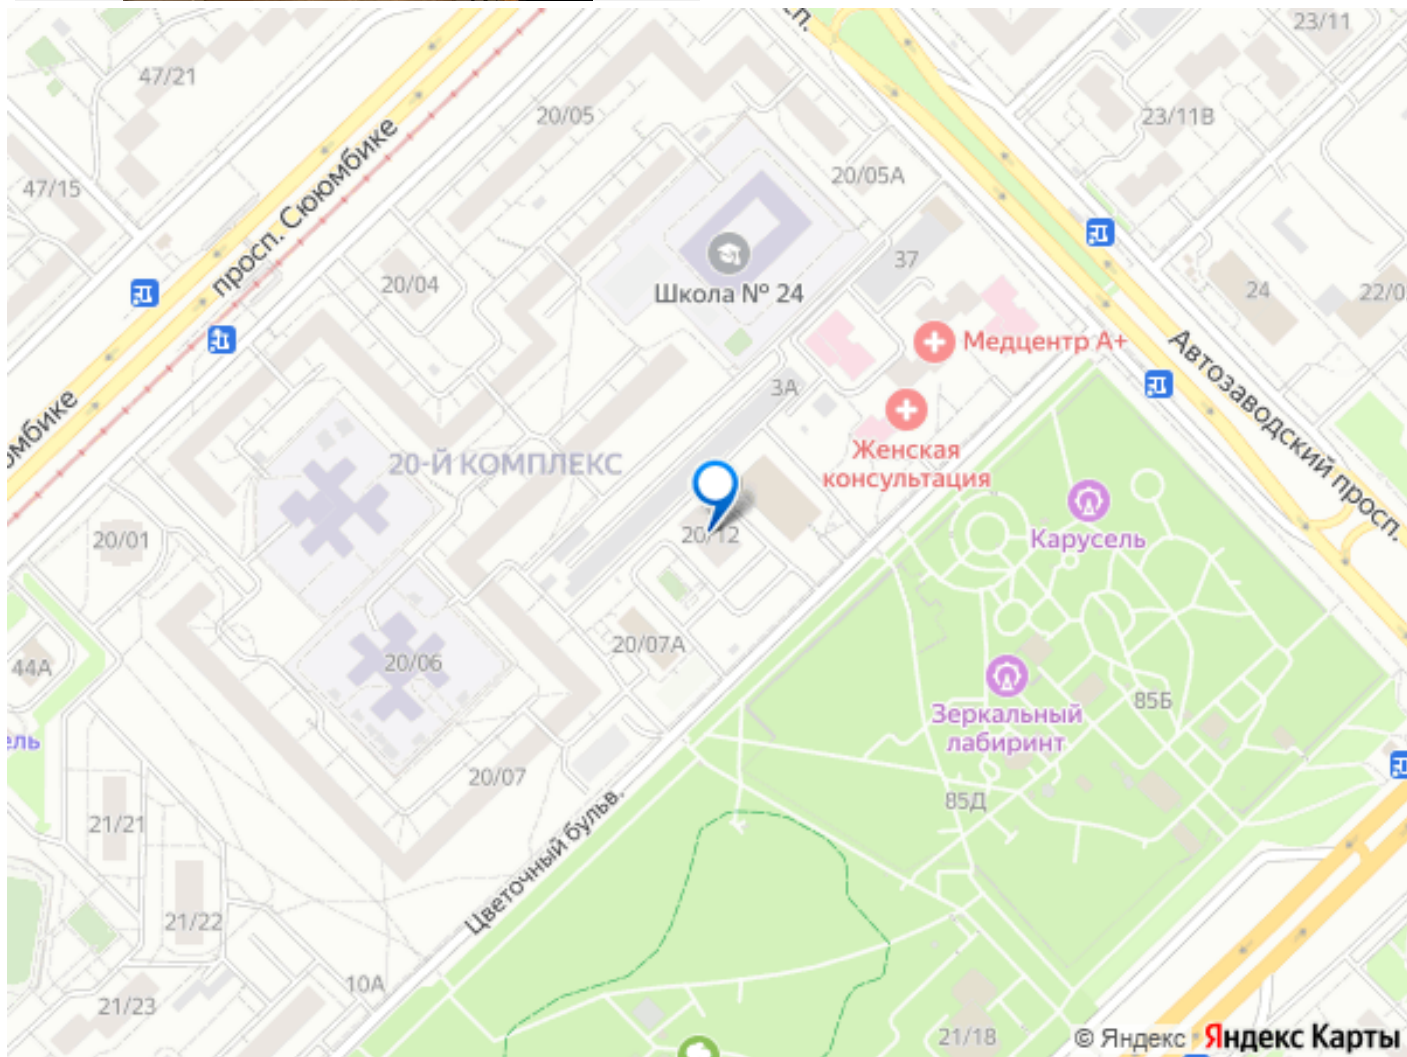 23/11
сп.
47/21
20/05
23/11В
просп. Сююмбике
47/15
20/05А
37
20/04
Школа № 24
24
22/0
Медцентр А+
Автозаводский просп.
3А
омбике
Женская
консультация
20-Й КОМПЛЕКС
20/12
20/01
Карусель
20/07А
20/06
44А
85Б
Зеркальный
лабиринт
ель
20/07
85Д
21/21
Цветочный бульв.
21/22
10А
21/23
21/18
© Яндекс Яндекс Карты